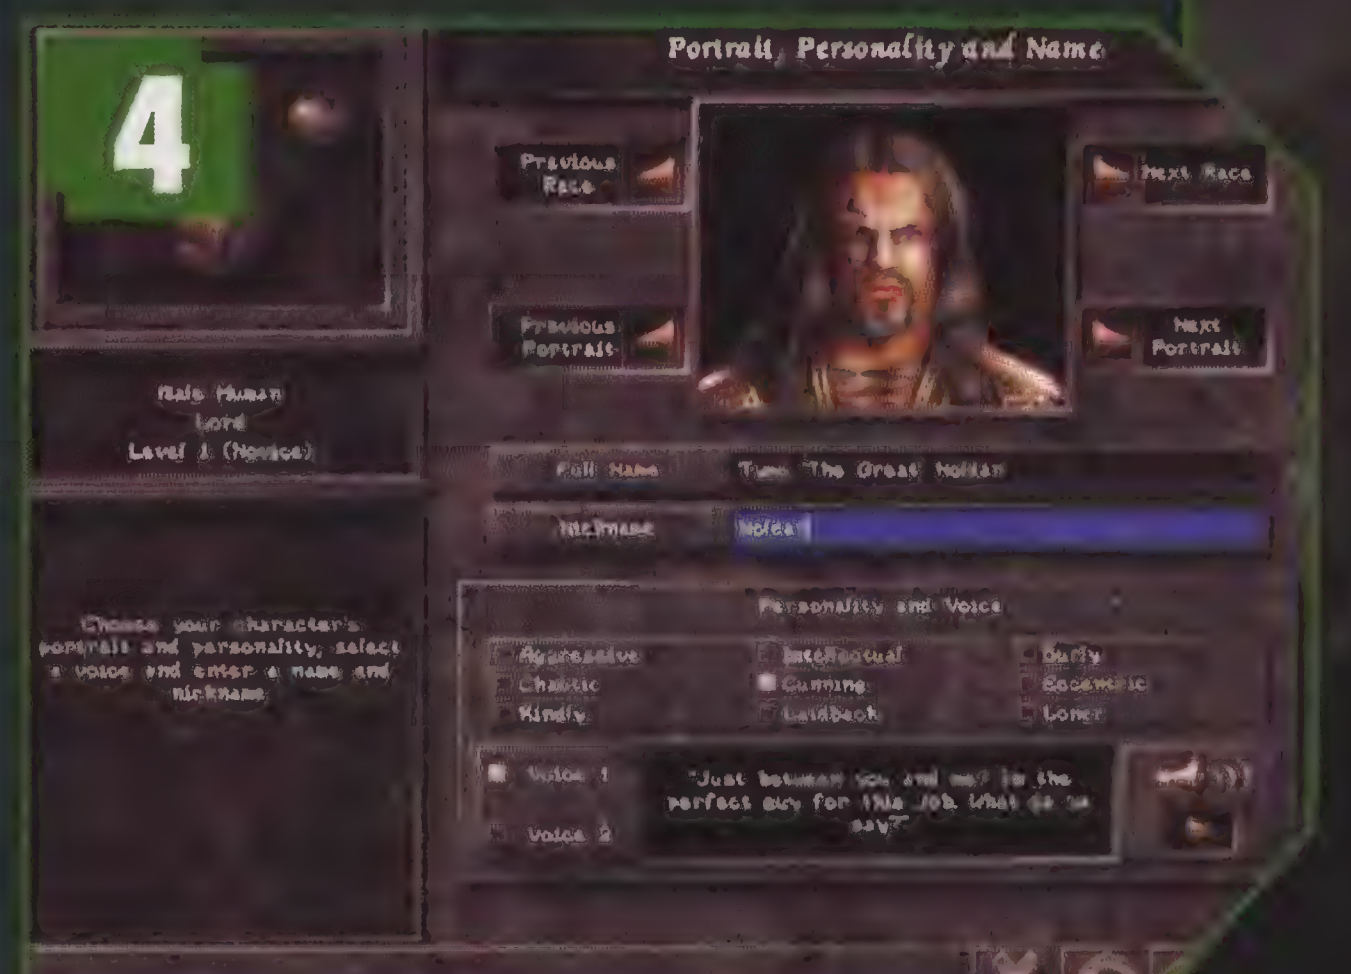 4
Portrait, Personality and Name
Previous
Race
Next Race
Previous
Portrait
Next
Portrait
Male Human
Lord
Level 1 (Novice)
Full Name
The Great
Nickname
Choose your character's
portrait and personality, select
a voice and enter a name and
nickname
Personality and Voice
Aggressive
Intellectual
Surly
Chaotic
Cunning
Eccentric
Kindly
Laidback
Loner
Voice 1
Voice 2
"Just between you and me? I'm the
perfect guy for this job. What do ya
say?"